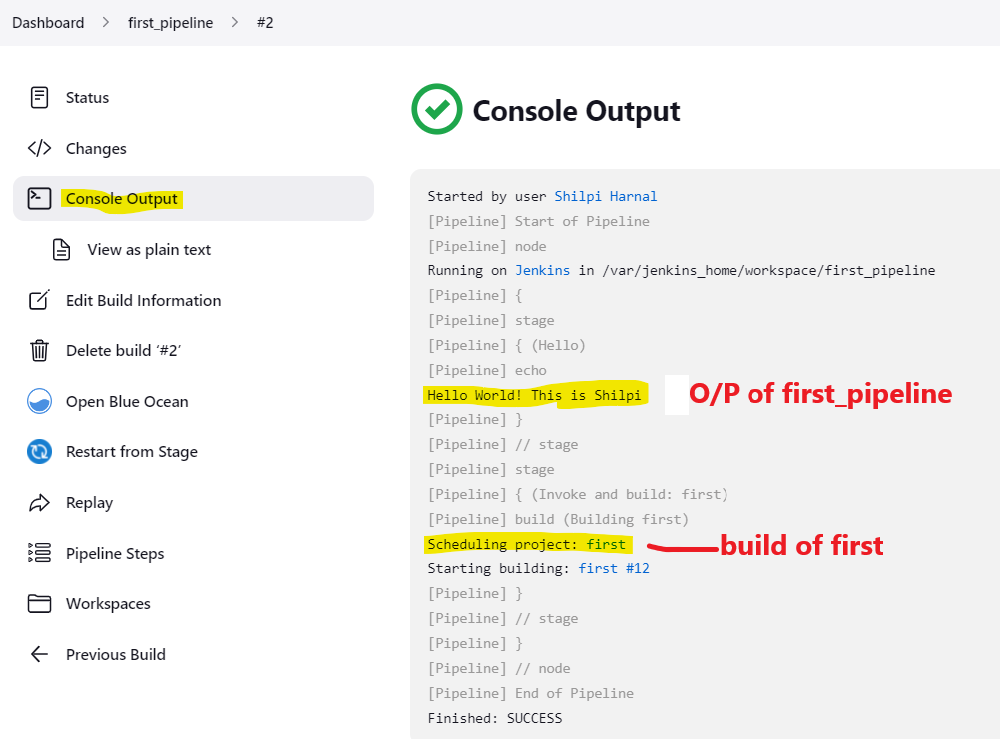 Dashboard > first_pipeline > #2
Status
Changes
Console Output
View as plain text
Edit Build Information
Delete build ‘#2’
Open Blue Ocean
Restart from Stage
Replay
Pipeline Steps
Workspaces
Previous Build
Console Output
Started by user Shilpi Harnal
[Pipeline] Start of Pipeline
[Pipeline] node
Running on Jenkins in /var/jenkins_home/workspace/first_pipeline
[Pipeline] {
[Pipeline] stage
[Pipeline] { (Hello)
[Pipeline] echo
Hello World! This is Shilpi O/P of first_pipeline
[Pipeline] }
[Pipeline] // stage
[Pipeline] stage
[Pipeline] { (Invoke and build: first)
[Pipeline] build (Building first)
Scheduling project: first build of first
Starting building: first #12
[Pipeline] }
[Pipeline] // stage
[Pipeline] }
[Pipeline] // node
[Pipeline] End of Pipeline
Finished: SUCCESS